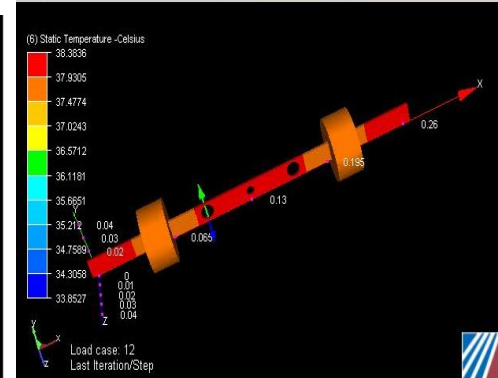 (6) Static Temperature -Celsius
38.3836
37.9305
37.4774
37.0243
36.5712
36.1181
35.6651
35.212
34.7589
34.3058
33.8527
X
0.26
0.195
0.13
0.065
Y
0.04
0.03
0.02
0
0.01
0.02
0.03
0.04
Z
Y
X
Z
Load case: 12
Last Iteration/Step